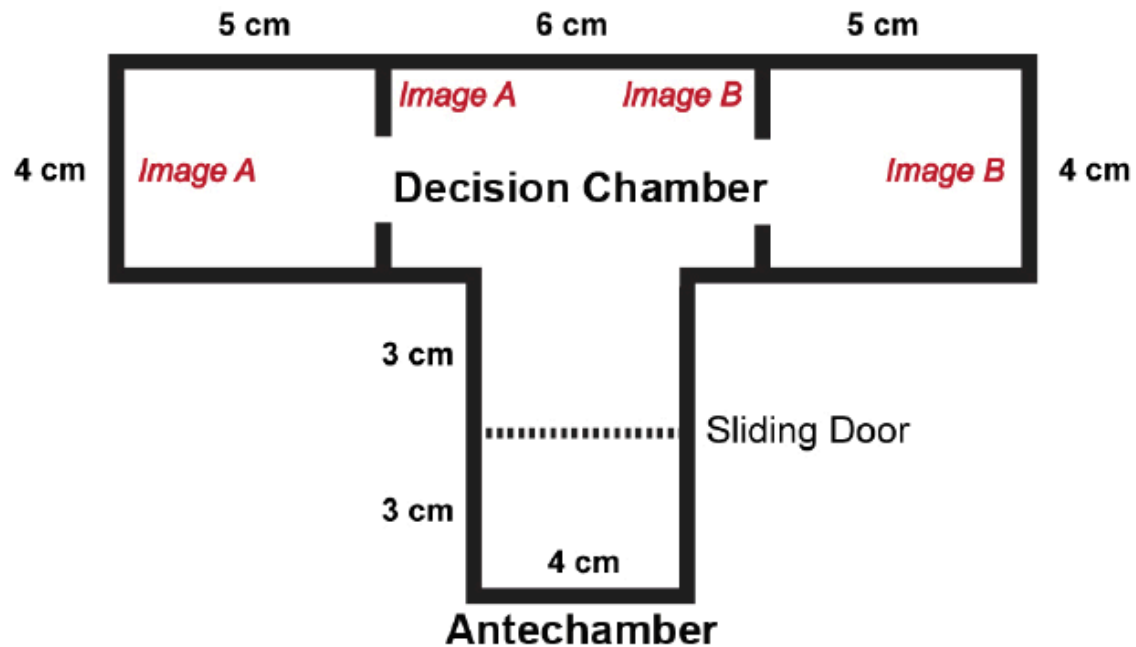 5 cm 6 cm 5 cm
Image A Image B
4 cm Image A Image B 4 cm
Decision Chamber
3 cm
Sliding Door
3 cm
4 cm
Antechamber